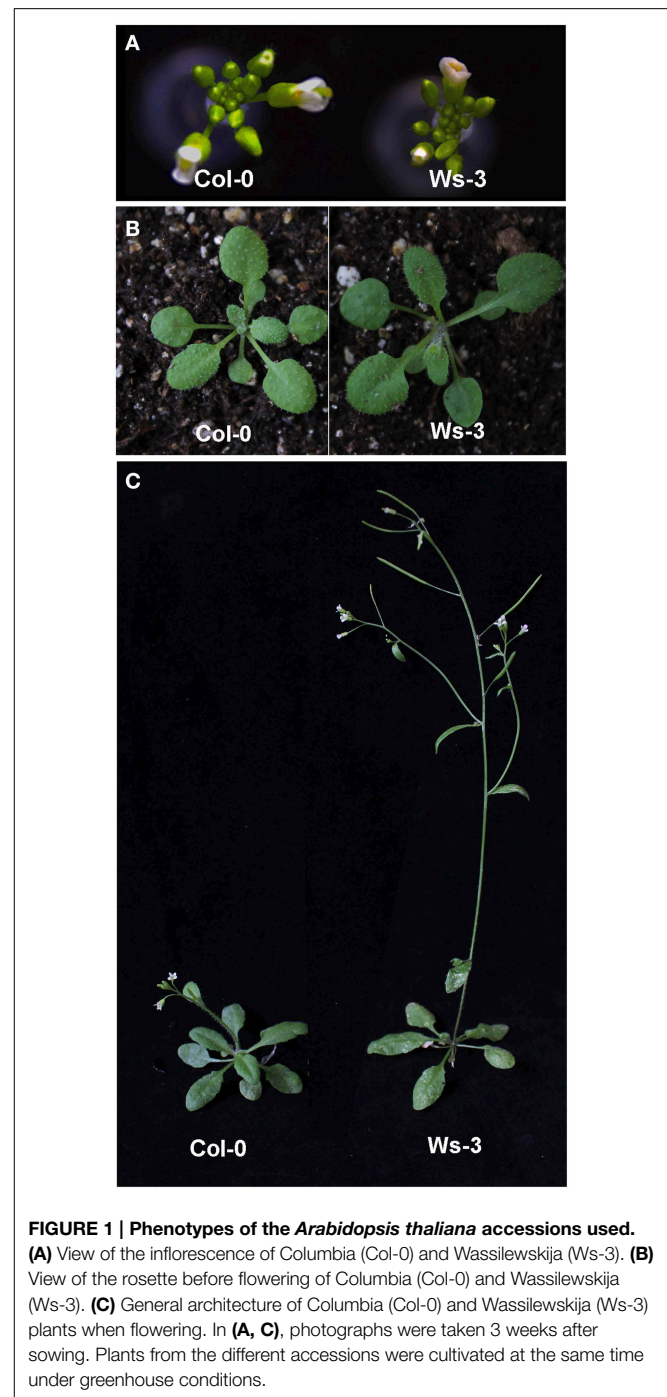 A
Col-0
Ws-3
B
Col-0
Ws-3
C
Col-0
Ws-3
FIGURE 1 | Phenotypes of the Arabidopsis thaliana accessions used.
(A) View of the inflorescence of Columbia (Col-0) and Wassilewskija (Ws-3). (B)
View of the rosette before flowering of Columbia (Col-0) and Wassilewskija
(Ws-3). (C) General architecture of Columbia (Col-0) and Wassilewskija (Ws-3)
plants when flowering. In (A, C), photographs were taken 3 weeks after
sowing. Plants from the different accessions were cultivated at the same time
under greenhouse conditions.